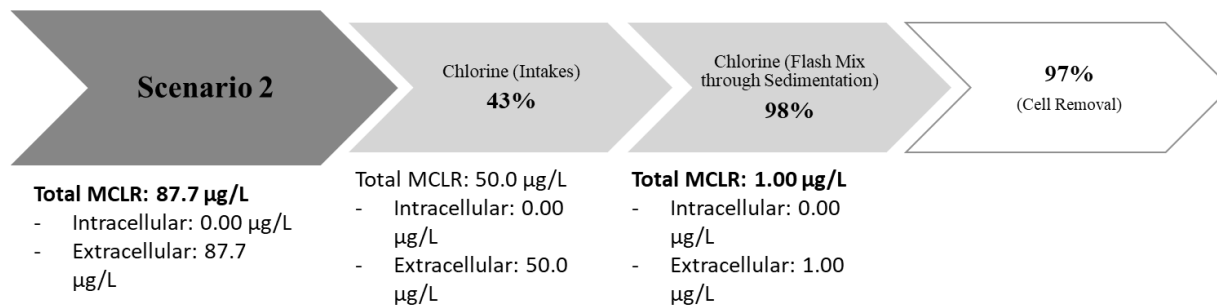 Scenario 2
Chlorine (Intakes)
43%
Chlorine (Flash Mix
through Sedimentation)
98%
97%
(Cell Removal)
Total MCLR: 87.7 µg/L
- Intracellular: 0.00 µg/L
- Extracellular: 87.7
µg/L
Total MCLR: 50.0 µg/L
- Intracellular: 0.00
µg/L
- Extracellular: 50.0
µg/L
Total MCLR: 1.00 µg/L
- Intracellular: 0.00
µg/L
- Extracellular: 1.00
µg/L